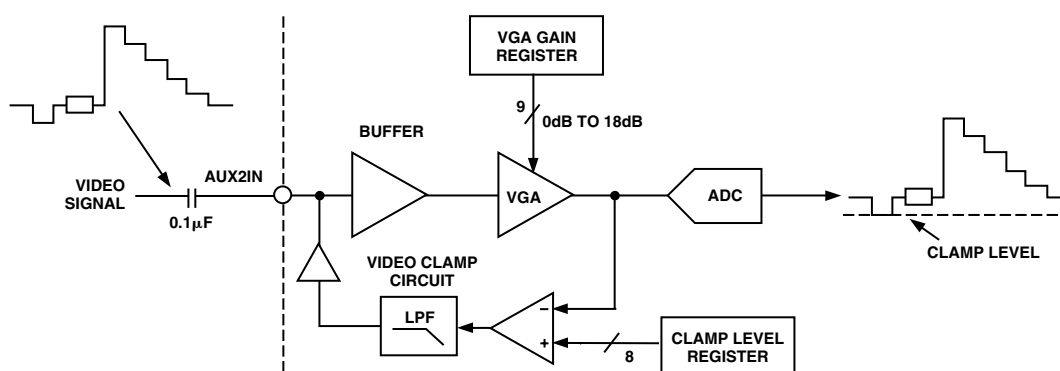 VGA GAIN
REGISTER
9
0dB TO 18dB
BUFFER
AUX2IN
VIDEO
SIGNAL
0.1μF
VGA
ADC
CLAMP LEVEL
VIDEO CLAMP
CIRCUIT
LPF
–
+
8
CLAMP LEVEL
REGISTER